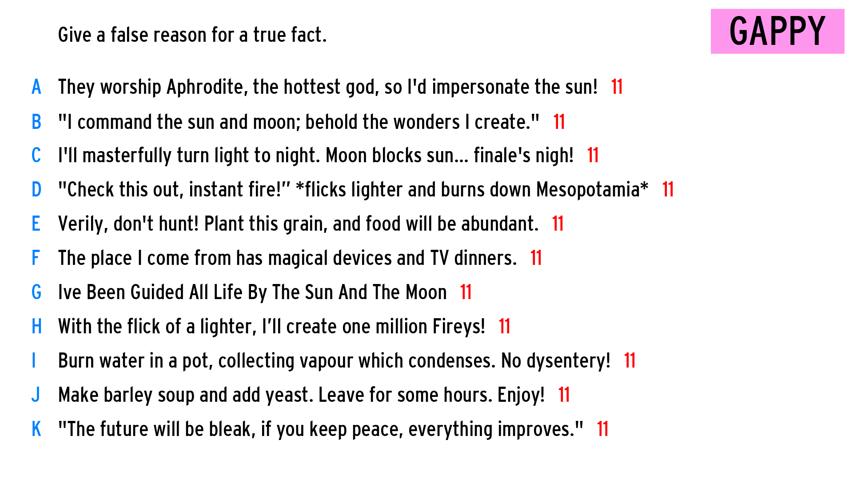 Give a false reason for a true fact.
GAPPY
A They worship Aphrodite, the hottest god, so I'd impersonate the sun! 11
B "I command the sun and moon; behold the wonders I create." 11
C I'll masterfully turn light to night. Moon blocks sun... finale's nigh! 11
D "Check this out, instant fire!” *flicks lighter and burns down Mesopotamia* 11
E Verily, don't hunt! Plant this grain, and food will be abundant. 11
F The place I come from has magical devices and TV dinners. 11
G Ive Been Guided All Life By The Sun And The Moon 11
H With the flick of a lighter, I’ll create one million Fireys! 11
I Burn water in a pot, collecting vapour which condenses. No dysentery! 11
J Make barley soup and add yeast. Leave for some hours. Enjoy! 11
K "The future will be bleak, if you keep peace, everything improves." 11